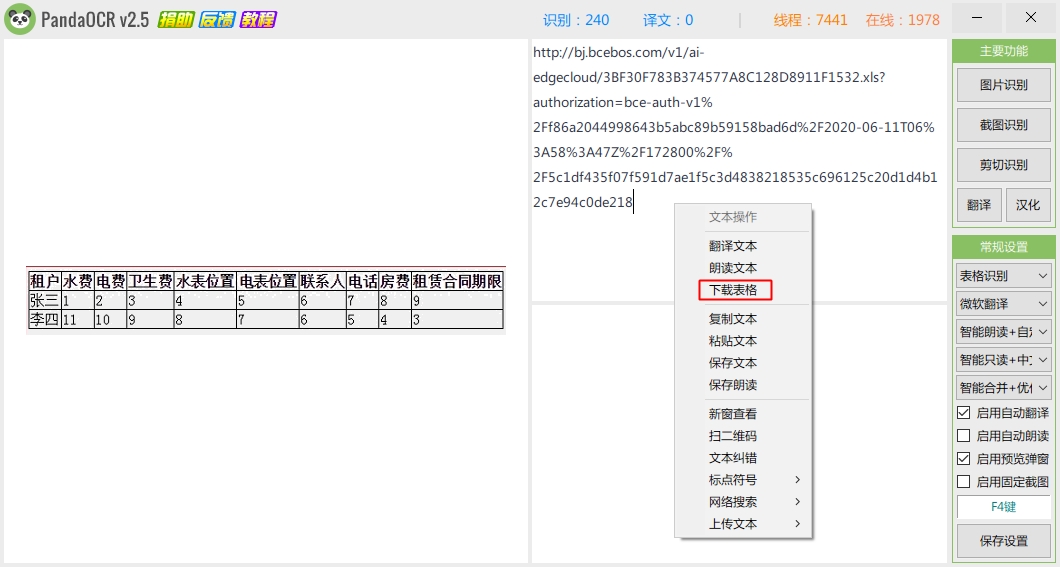 PandaOCR v2.5 捐助 反馈 教程 识别：240 译文：0 | 线程：7441 在线：1978
租户 水费 电费 卫生费 水表位置 电表位置 联系人 电话 房费 租赁合同期限
张三 1 2 3 4 5 6 7 8 9
李四 11 10 9 8 7 6 5 4 3
http://bj.bcebos.com/v1/ai-
edgecloud/3BF30F783B374577A8C128D8911F1532.xls?
authorization=bce-auth-v1%
2Ff86a2044998643b5abc89b59158bad6d%2F2020-06-11T06%
3A58%3A47Z%2F172800%2F%
2F5c1df435f07f591d7ae1f5c3d4838218535c696125c20d1d4b1
2c7e94c0de218
文本操作
翻译文本
朗读文本
下载表格
复制文本
粘贴文本
保存文本
保存朗读
新窗查看
扫二维码
文本纠错
标点符号
网络搜索
上传文本
主要功能
图片识别
截图识别
剪切识别
翻译 汉化
常规设置
表格识别
微软翻译
智能朗读+自定
智能只读+中文
智能合并+优化
启用自动翻译
启用自动朗读
启用预览弹窗
启用固定截图
F4键
保存设置